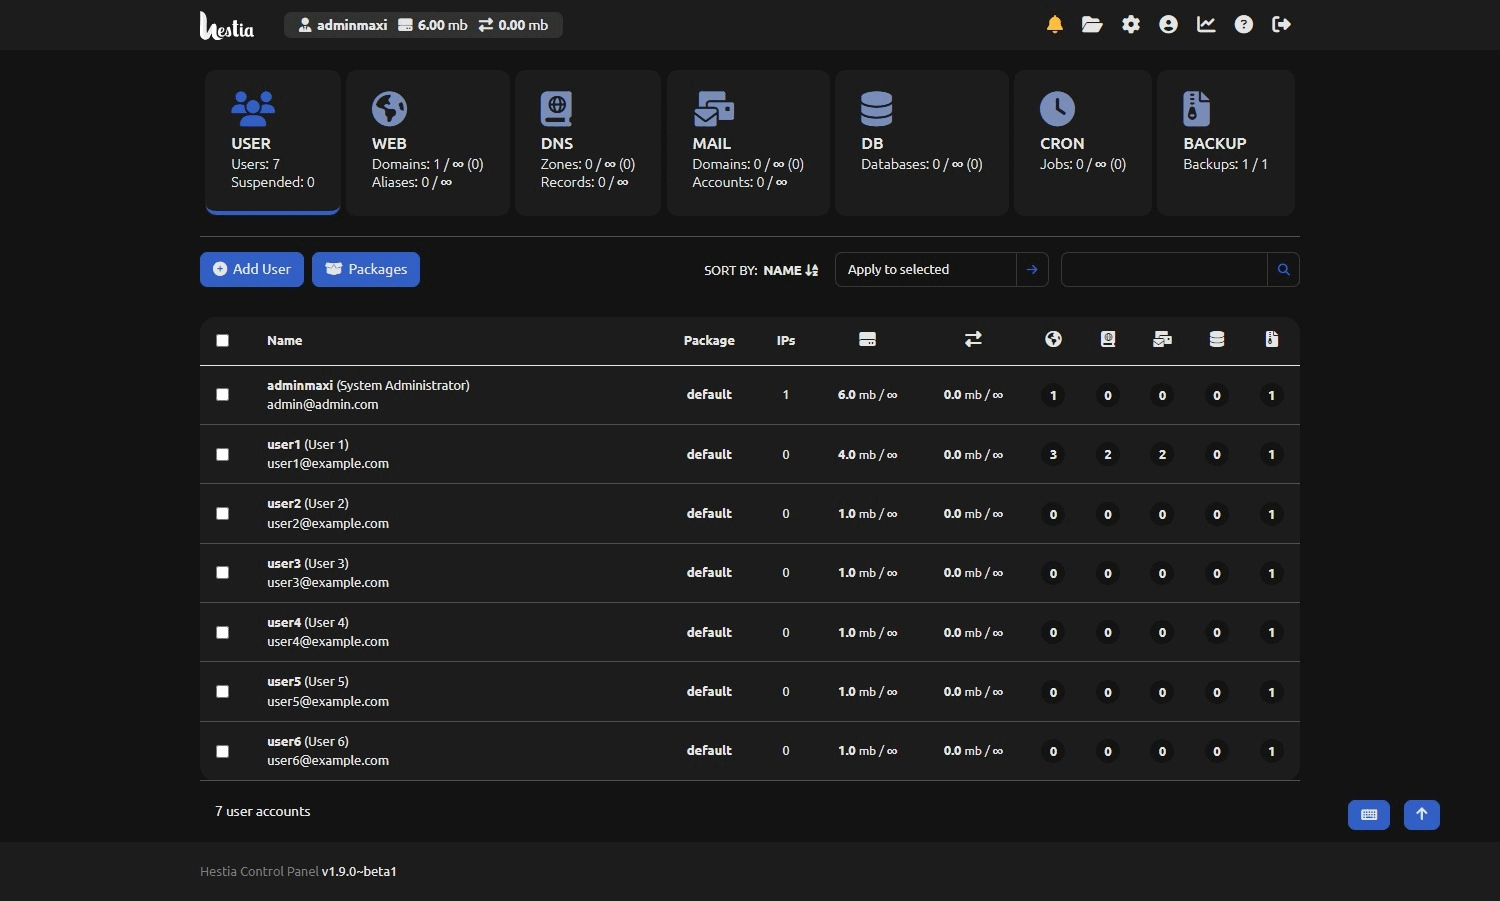 Hestia adminmaxi 6.00 mb 0.00 mb
USER
Users: 7
Suspended: 0
WEB
Domains: 1 / ∞ (0)
Aliases: 0 / ∞
DNS
Zones: 0 / ∞ (0)
Records: 0 / ∞
MAIL
Domains: 0 / ∞ (0)
Accounts: 0 / ∞
DB
Databases: 0 / ∞ (0)
CRON
Jobs: 0 / ∞ (0)
BACKUP
Backups: 1 / 1
Add User Packages SORT BY: NAME Apply to selected
Name Package IPs
adminmaxi (System Administrator)
admin@admin.com
default 1 6.0 mb / ∞ 0.0 mb / ∞ 1 0 0 0 1
user1 (User 1)
user1@example.com
default 0 4.0 mb / ∞ 0.0 mb / ∞ 3 2 2 0 1
user2 (User 2)
user2@example.com
default 0 1.0 mb / ∞ 0.0 mb / ∞ 0 0 0 0 1
user3 (User 3)
user3@example.com
default 0 1.0 mb / ∞ 0.0 mb / ∞ 0 0 0 0 1
user4 (User 4)
user4@example.com
default 0 1.0 mb / ∞ 0.0 mb / ∞ 0 0 0 0 1
user5 (User 5)
user5@example.com
default 0 1.0 mb / ∞ 0.0 mb / ∞ 0 0 0 0 1
user6 (User 6)
user6@example.com
default 0 1.0 mb / ∞ 0.0 mb / ∞ 0 0 0 0 1
7 user accounts
Hestia Control Panel v1.9.0~beta1